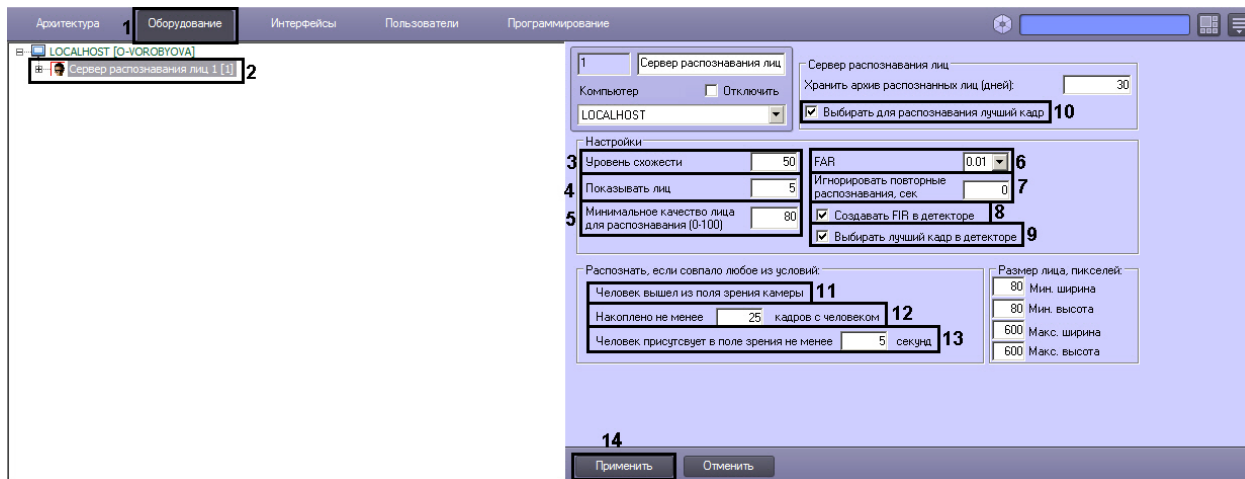 Архитектура 1 Оборудование Интерфейсы Пользователи Программирование
LOCALHOST [O-VOROBYOVA]
Сервер распознавания лиц 1 [1] 2
1 Сервер распознавания лиц
Компьютер Отключить
LOCALHOST
Сервер распознавания лиц
Хранить архив распознанных лиц (дней): 30
Выбирать для распознавания лучший кадр 10
Настройки
3 Уровень схожести 50
4 Показывать лиц 5
5 Минимальное качество лица
для распознавания (0-100) 80
FAR 0.01 6
Игнорировать повторные
распознавания, сек 0 7
Создавать FIR в детекторе 8
Выбирать лучший кадр в детекторе 9
Распознать, если совпало любое из условий:
Человек вышел из поля зрения камеры 11
Накоплено не менее 25 кадров с человеком 12
Человек присутсвует в поле зрения не менее 5 секунд 13
Размер лица, пикселей:
80 Мин. ширина
80 Мин. высота
600 Макс. ширина
600 Макс. высота
14
Применить Отменить